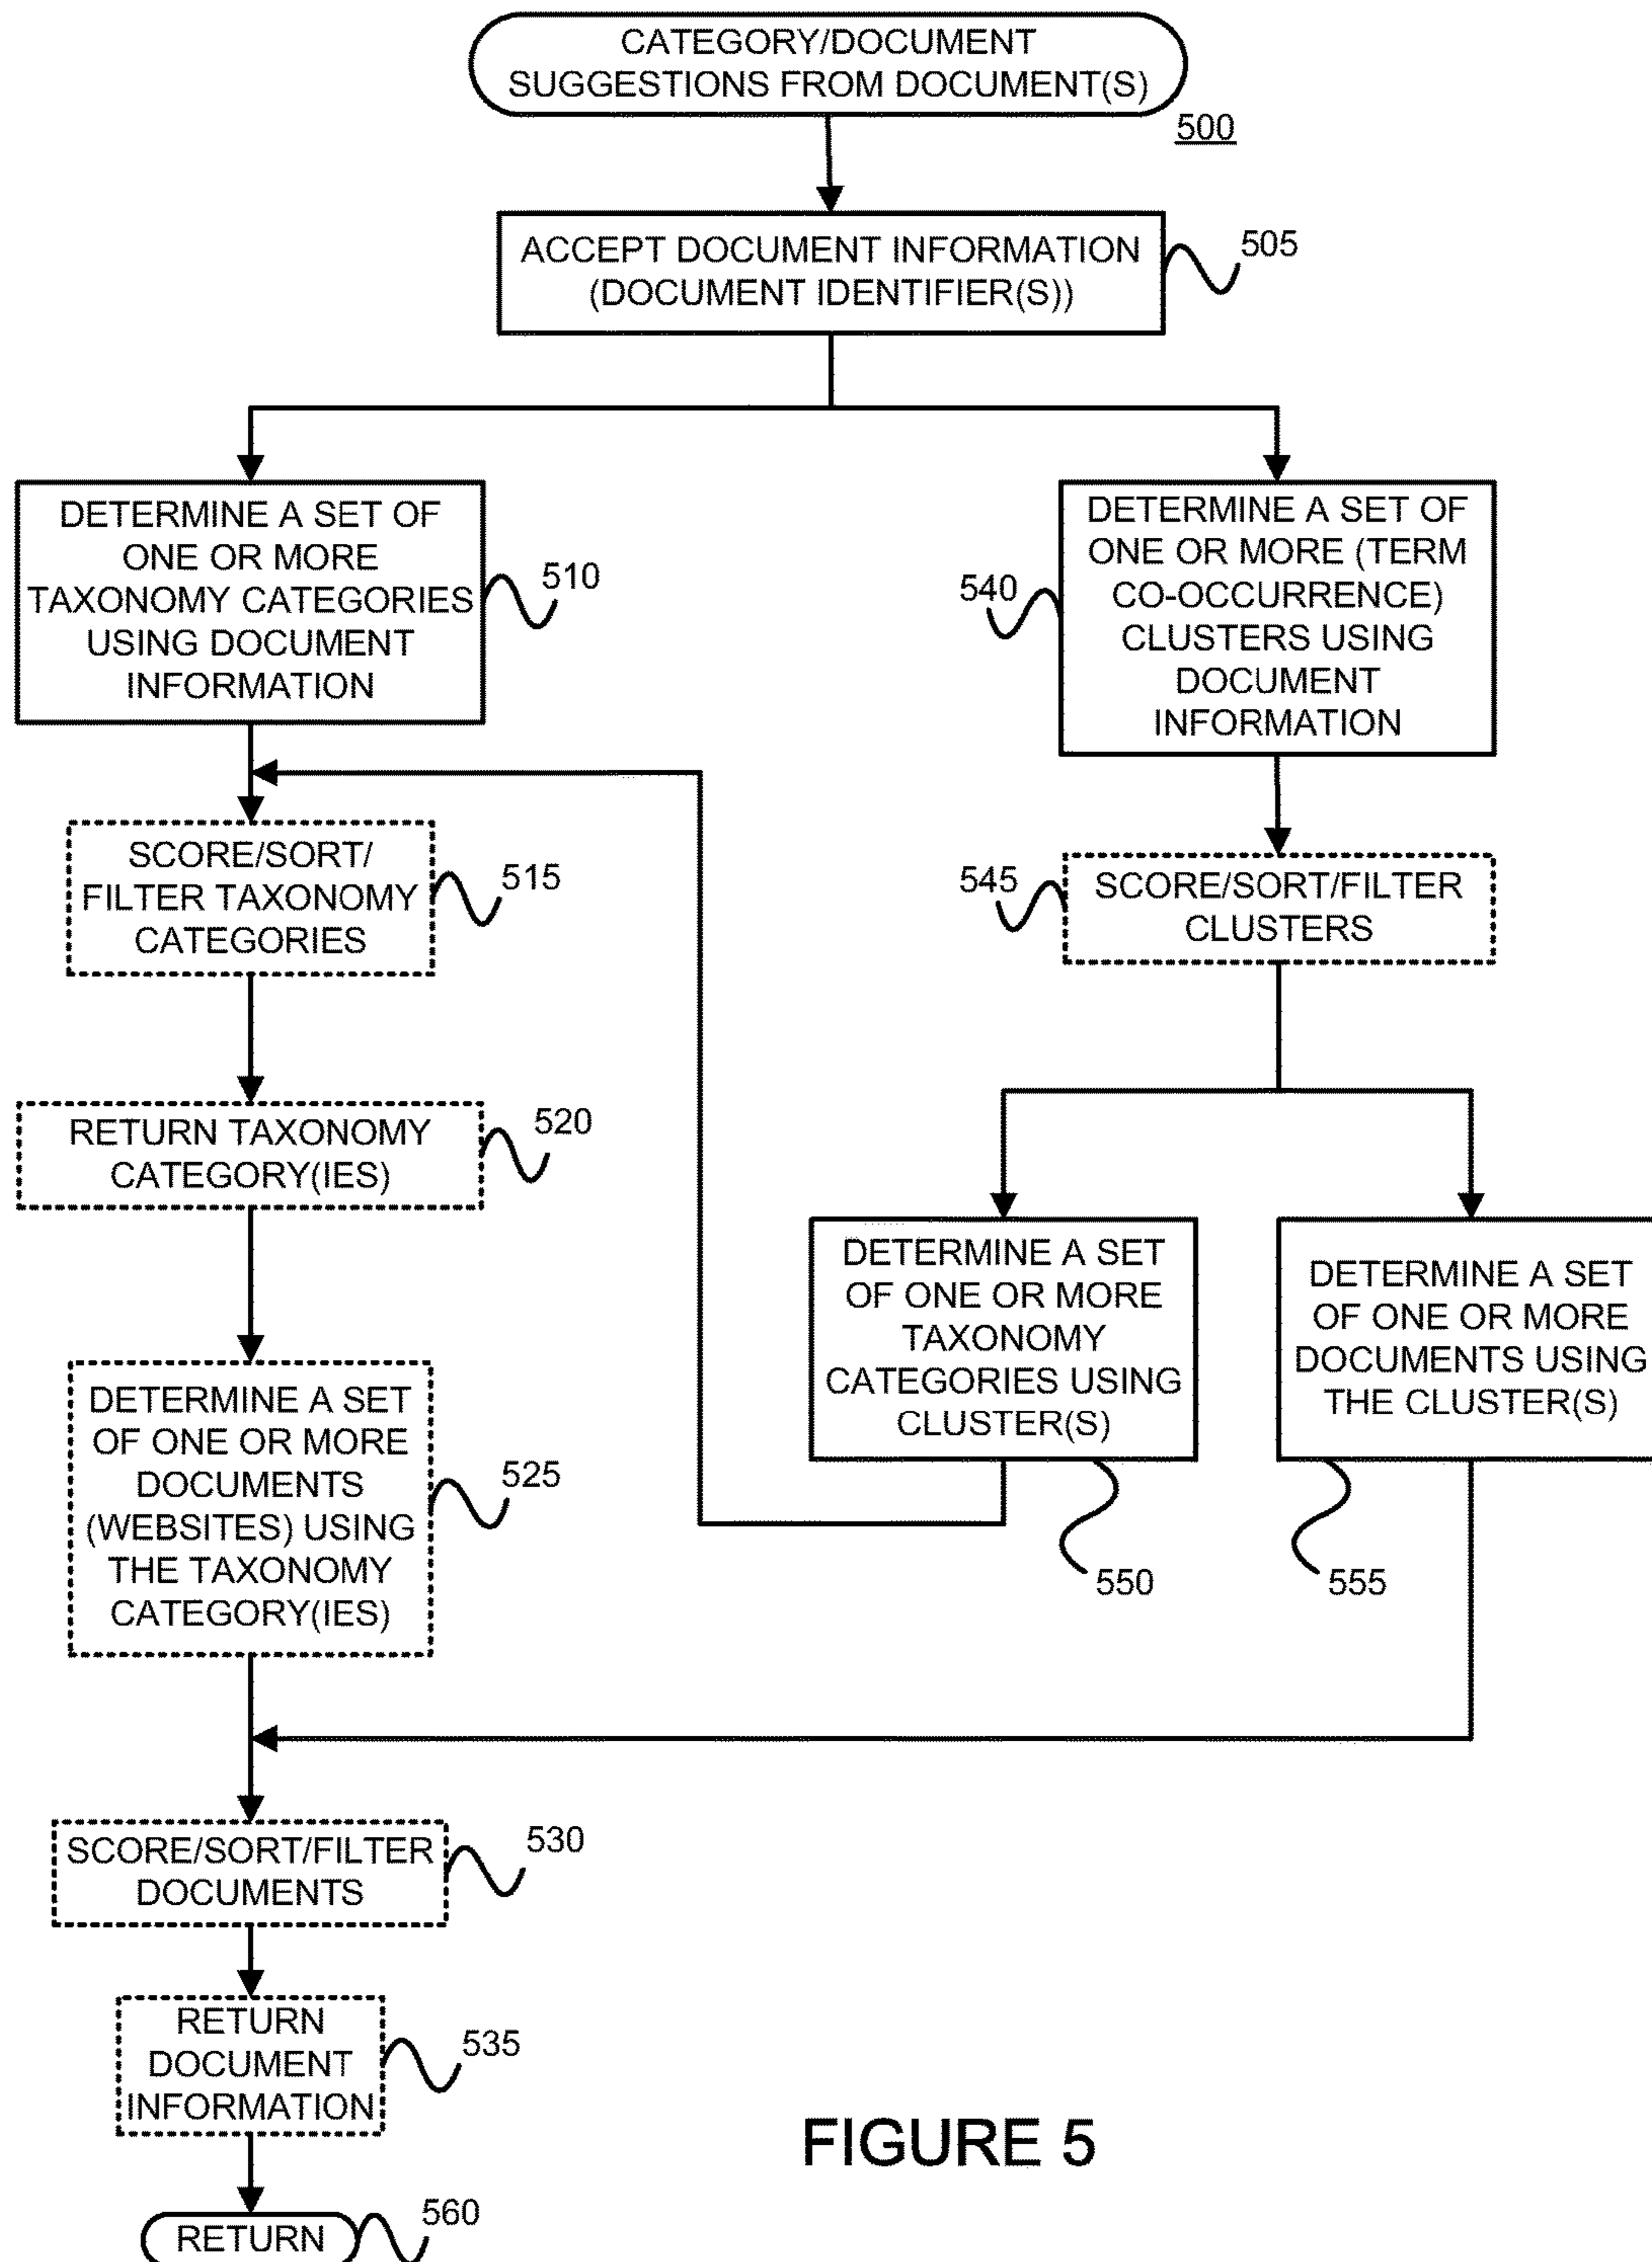 CATEGORY/DOCUMENT
SUGGESTIONS FROM DOCUMENT(S)
500
ACCEPT DOCUMENT INFORMATION
(DOCUMENT IDENTIFIER(S))
505
DETERMINE A SET OF
ONE OR MORE
TAXONOMY CATEGORIES
USING DOCUMENT
INFORMATION
510
540
DETERMINE A SET OF
ONE OR MORE (TERM
CO-OCCURRENCE)
CLUSTERS USING
DOCUMENT
INFORMATION
SCORE/SORT/
FILTER TAXONOMY
CATEGORIES
515
545
SCORE/SORT/FILTER
CLUSTERS
RETURN TAXONOMY
CATEGORY(IES)
520
DETERMINE A SET
OF ONE OR MORE
TAXONOMY
CATEGORIES USING
CLUSTER(S)
550
DETERMINE A SET
OF ONE OR MORE
DOCUMENTS USING
THE CLUSTER(S)
555
DETERMINE A SET
OF ONE OR MORE
DOCUMENTS
(WEBSITES) USING
THE TAXONOMY
CATEGORY(IES)
525
SCORE/SORT/FILTER
DOCUMENTS
530
RETURN
DOCUMENT
INFORMATION
535
RETURN
560
FIGURE 5